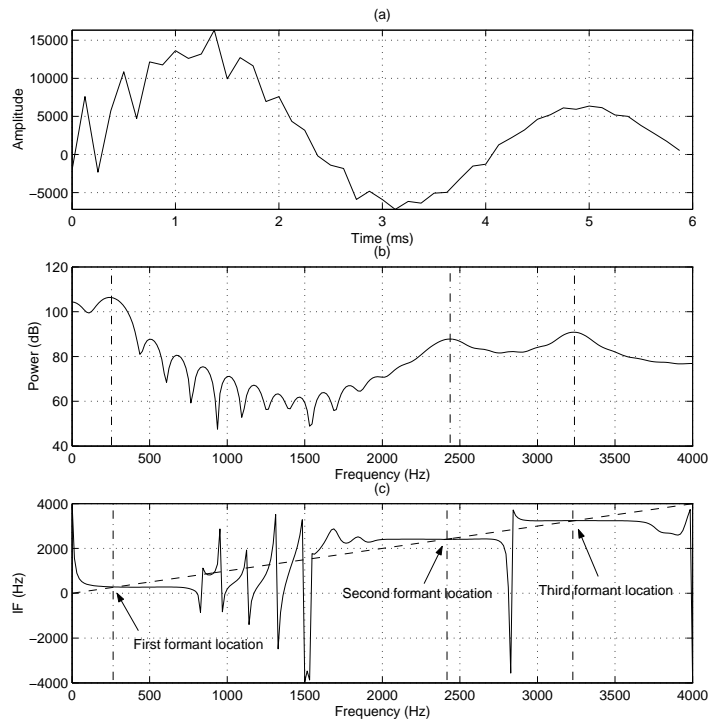 (a)
15000
10000
5000
0
−5000
Amplitude
0 1 2 3 4 5 6
Time (ms)
(b)
120
100
80
60
40
Power (dB)
0 500 1000 1500 2000 2500 3000 3500 4000
Frequency (Hz)
(c)
4000
2000
0
−2000
−4000
IF (Hz)
Second formant location
Third formant location
First formant location
0 500 1000 1500 2000 2500 3000 3500 4000
Frequency (Hz)